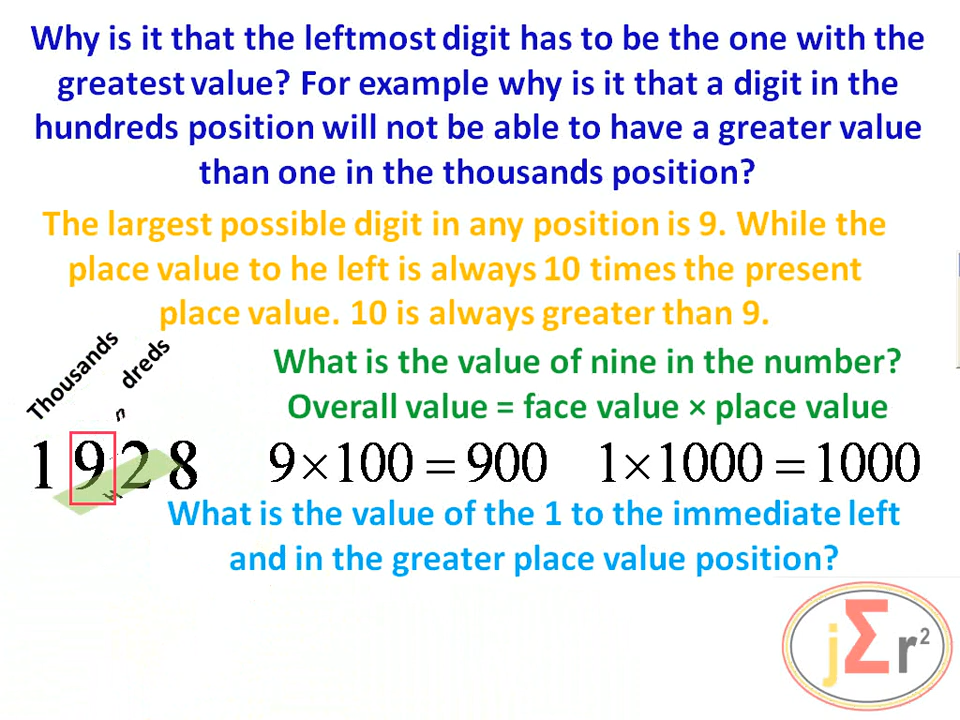 Why is it that the leftmost digit has to be the one with the
greatest value? For example why is it that a digit in the
hundreds position will not be able to have a greater value
than one in the thousands position?
The largest possible digit in any position is 9. While the
place value to he left is always 10 times the present
place value. 10 is always greater than 9.
Thousands
dreds
What is the value of nine in the number?
Overall value = face value × place value
1928
9×100 = 900
1×1000 = 1000
What is the value of the 1 to the immediate left
and in the greater place value position?
jΣr²